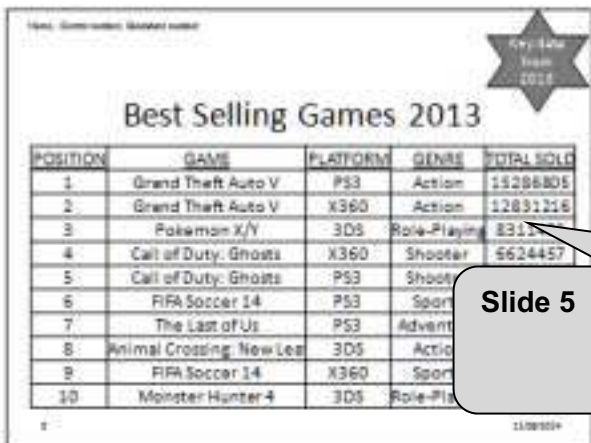 Best Selling Games 2013
POSITION GAME PLATFORM GENRE TOTAL SOLD
1 Grand Theft Auto V PS3 Action 15286805
2 Grand Theft Auto V X360 Action 12831216
3 Pokemon X/Y 3DS Role-Playing
4 Call of Duty: Ghosts X360 Shooter 6624457
5 Call of Duty: Ghosts PS3
6 FIFA Soccer 14 PS3
7 The Last of Us PS3
8 Animal Crossing: New 3DS
9 FIFA Soccer 14 X360
10 Monster Hunter 4 3DS
Slide 5